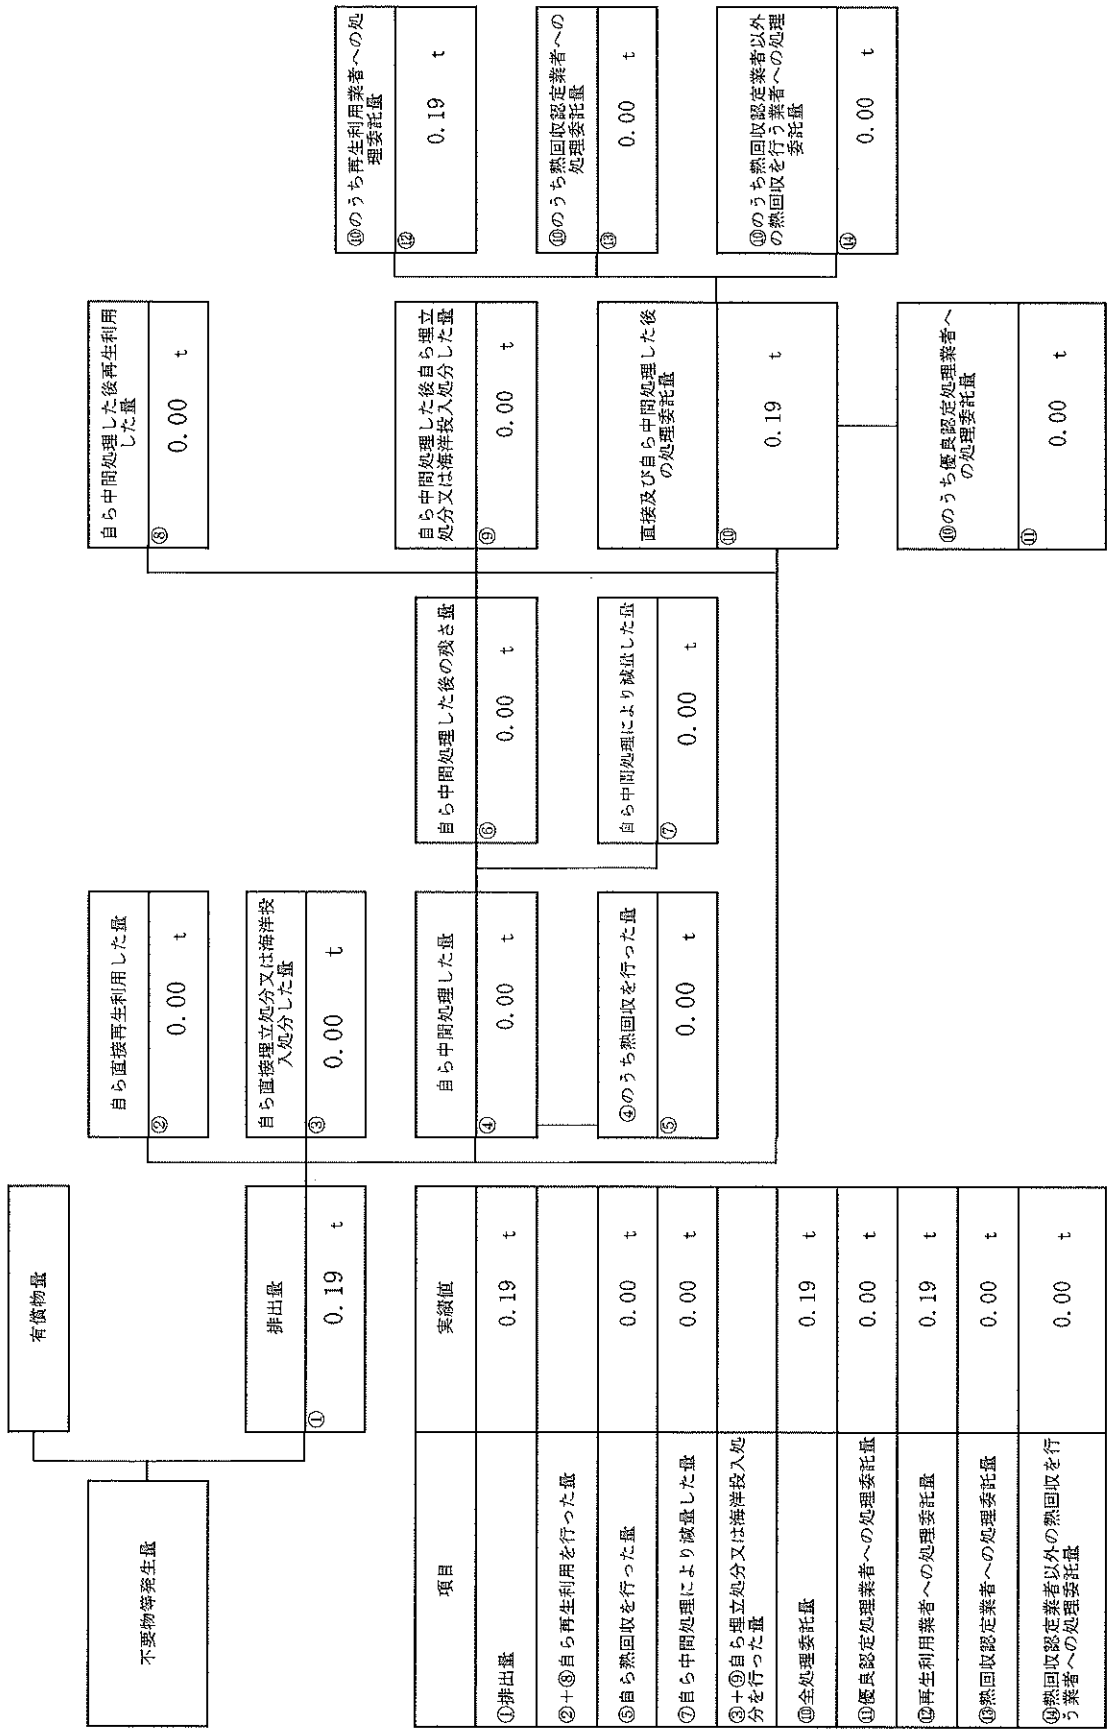 不要物等発生量
有償物量
排出量
① 0.19 t
自ら直接再生利用した量
② 0.00 t
自ら直接埋立処分又は海洋投
入処分した量
③ 0.00 t
自ら中間処理した量
④ 0.00 t
④のうち熱回収を行った量
⑤ 0.00 t
自ら中間処理した後の残さ量
⑥ 0.00 t
自ら中間処理により減量した量
⑦ 0.00 t
自ら中間処理した後再生利用
した量
⑧ 0.00 t
自ら中間処理した後自ら埋立
処分又は海洋投入処分した量
⑨ 0.00 t
直接及び自ら中間処理した後
の処理委託量
⑩ 0.19 t
⑩のうち優良認定処理業者へ
の処理委託量
⑪ 0.00 t
⑩のうち再生利用業者への処
理委託量
⑫ 0.19 t
⑩のうち熱回収認定業者への
処理委託量
⑬ 0.00 t
⑩のうち熱回収認定業者以外
の熱回収を行う業者への処理
委託量
⑭ 0.00 t
項目 実績値
①排出量 0.19 t
②+⑧自ら再生利用を行った量
⑤自ら熱回収を行った量 0.00 t
⑦自ら中間処理により減量した量 0.00 t
③+⑨自ら埋立処分又は海洋投入処
分を行った量
⑩全処理委託量 0.19 t
⑪優良認定処理業者への処理委託量 0.00 t
⑫再生利用業者への処理委託量 0.19 t
⑬熱回収認定業者への処理委託量 0.00 t
⑭熱回収認定業者以外の熱回収を行
う業者への処理委託量 0.00 t